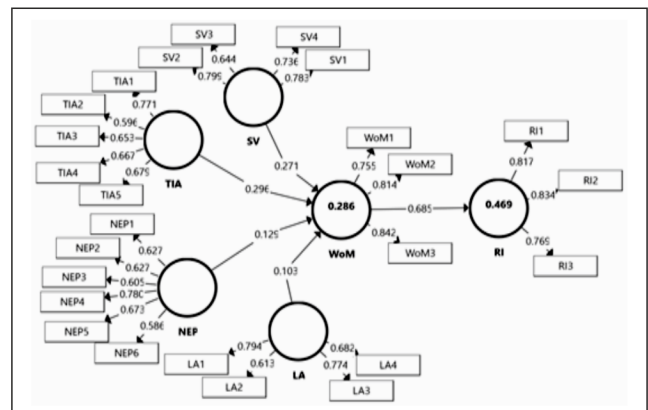 SV3
SV4
SV2
SV1
0.644
0.736
0.799
0.783
TIA1
0.771
TIA2
0.596
TIA3
0.653
TIA4
0.667
0.679
TIA5
TIA
SV
0.271
0.296
WoM1
0.755
WoM2
0.814
0.286
WoM
0.842
WoM3
0.685
RI1
0.817
RI2
0.834
0.469
RI
0.765
RI3
NEP1
0.627
NEP2
0.627
NEP3
0.605
NEP4
0.780
NEP5
0.673
NEP6
0.586
NEP
0.129
0.103
LA
LA1
0.794
LA2
0.613
0.682
LA4
0.774
LA3